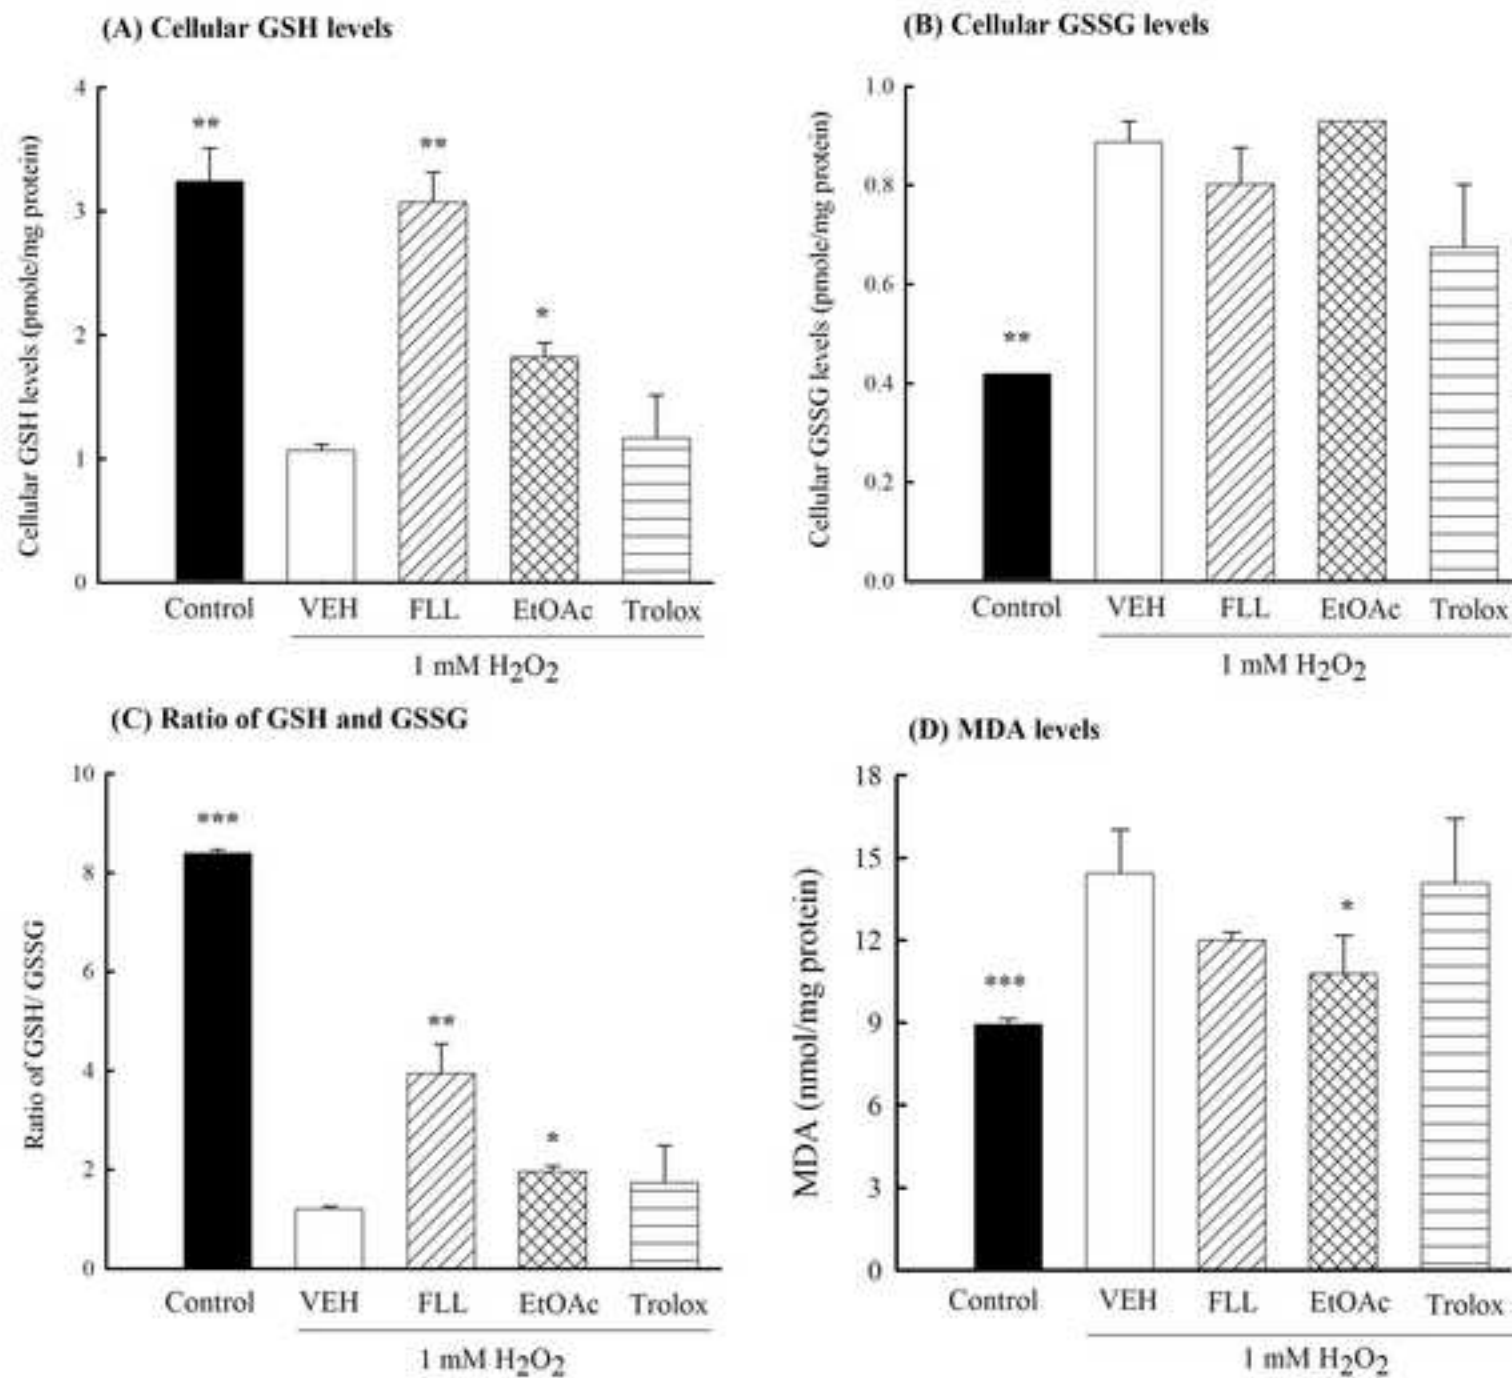 (A) Cellular GSH levels
Cellular GSH levels (pmole/mg protein)
4
3
2
1
0
**
**
*
Control VEH FLL EtOAc Trolox
1 mM H₂O₂
(B) Cellular GSSG levels
Cellular GSSG levels (pmole/mg protein)
1.0
0.8
0.6
0.4
0.2
0.0
**
Control VEH FLL EtOAc Trolox
1 mM H₂O₂
(C) Ratio of GSH and GSSG
Ratio of GSH/ GSSG
10
8
6
4
2
0
***
**
*
Control VEH FLL EtOAc Trolox
1 mM H₂O₂
(D) MDA levels
MDA (nmol/mg protein)
18
15
12
9
6
3
0
***
*
Control VEH FLL EtOAc Trolox
1 mM H₂O₂